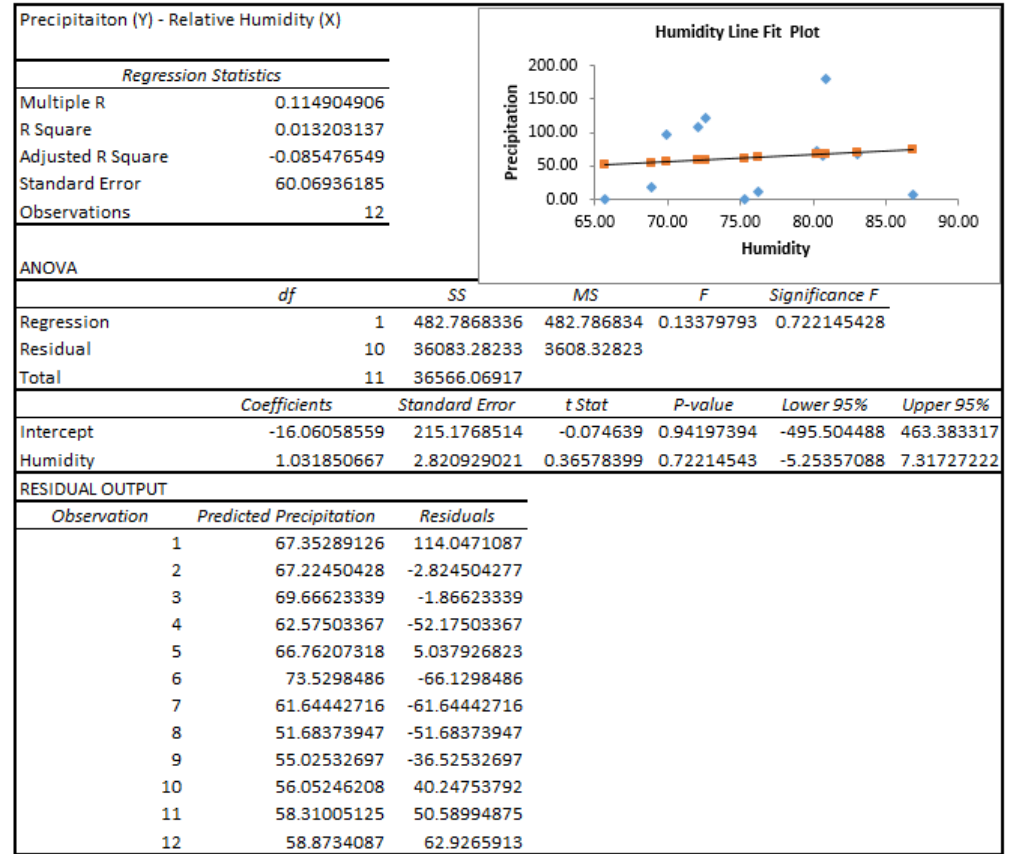 Precipitaiton (Y) - Relative Humidity (X)
Regression Statistics
Multiple R 0.114904906
R Square 0.013203137
Adjusted R Square -0.085476549
Standard Error 60.06936185
Observations 12
Humidity Line Fit Plot
Precipitation
200.00
150.00
100.00
50.00
0.00
65.00 70.00 75.00 80.00 85.00 90.00
Humidity
ANOVA
df SS MS F Significance F
Regression 1 482.7868336 482.786834 0.13379793 0.722145428
Residual 10 36083.28233 3608.32823
Total 11 36566.06917
Coefficients Standard Error t Stat P-value Lower 95% Upper 95%
Intercept -16.06058559 215.1768514 -0.074639 0.94197394 -495.504488 463.383317
Humidity 1.031850667 2.820929021 0.36578399 0.72214543 -5.25357088 7.31727222
RESIDUAL OUTPUT
Observation Predicted Precipitation Residuals
1 67.35289126 114.0471087
2 67.22450428 -2.824504277
3 69.66623339 -1.86623339
4 62.57503367 -52.17503367
5 66.76207318 5.037926823
6 73.5298486 -66.1298486
7 61.64442716 -61.64442716
8 51.68373947 -51.68373947
9 55.02532697 -36.52532697
10 56.05246208 40.24753792
11 58.31005125 50.58994875
12 58.8734087 62.9265913